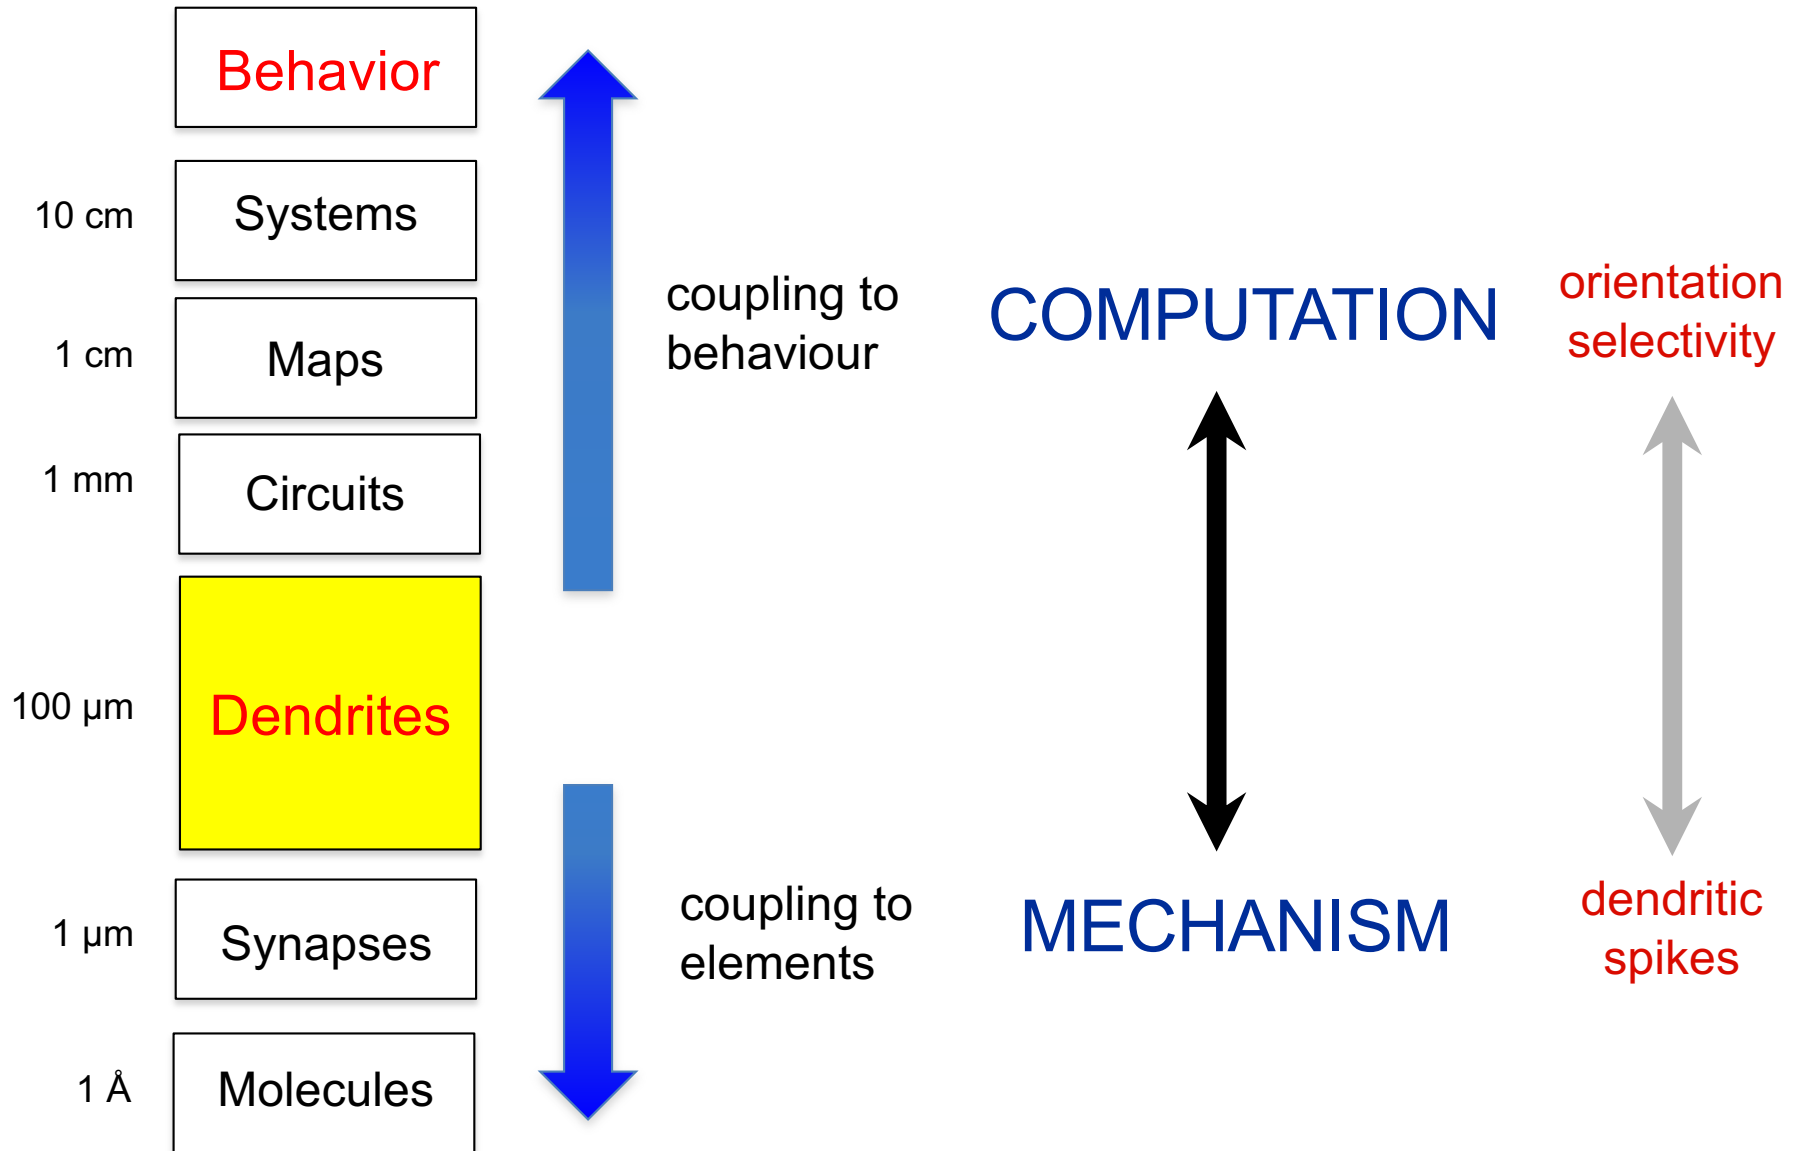 Behavior
10 cm
Systems
1 cm
Maps
1 mm
Circuits
100 µm
Dendrites
1 µm
Synapses
1 Å
Molecules
coupling to
behaviour
coupling to
elements
COMPUTATION
MECHANISM
orientation
selectivity
dendritic
spikes